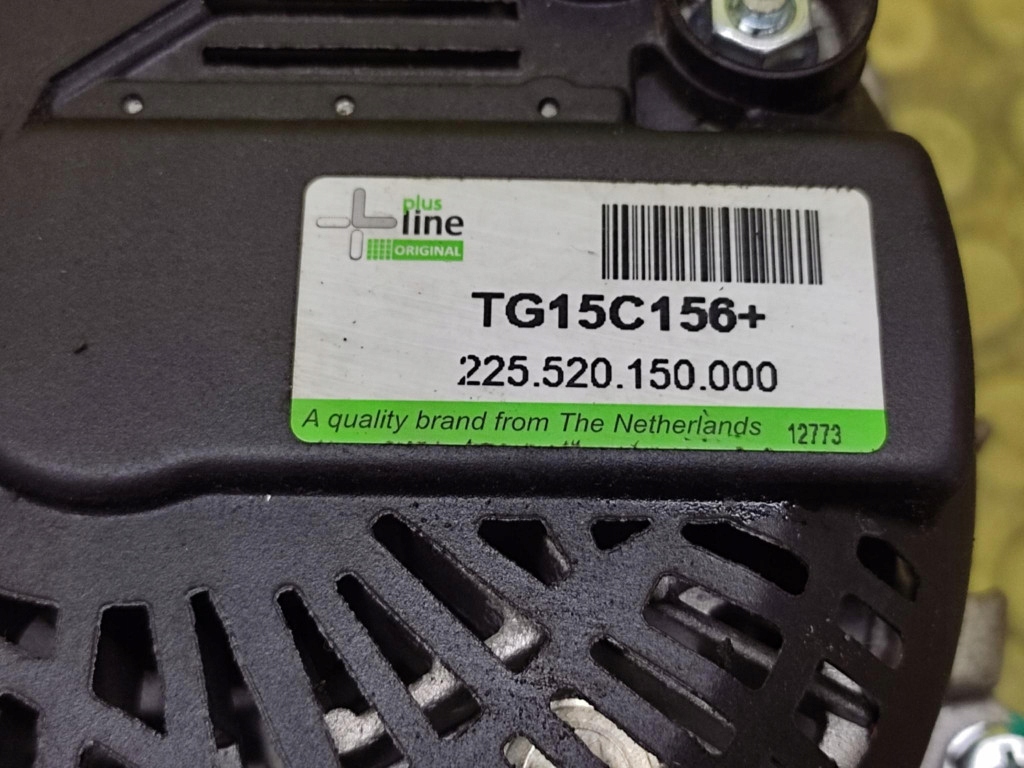 plus
line
ORIGINAL
TG15C156+
225.520.150.000
A quality brand from The Netherlands 12773